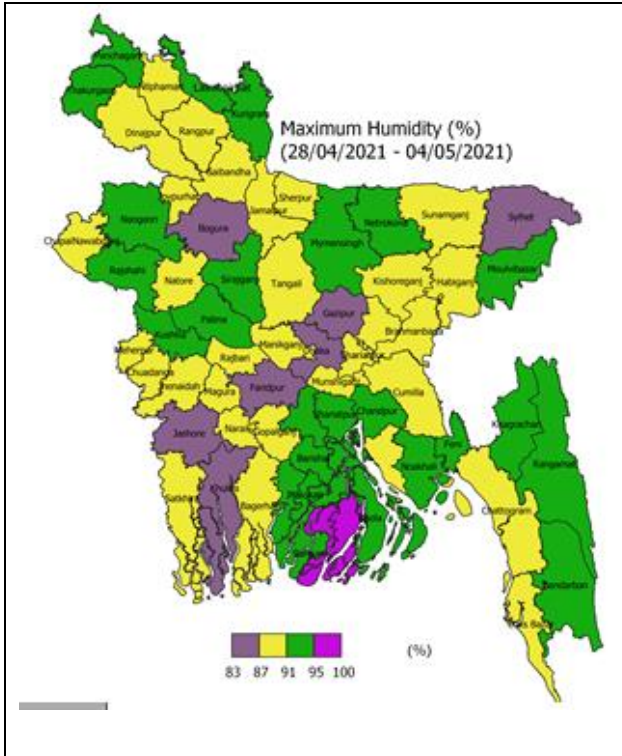 Panchagarh
Thakurgaon
Nilphamari
Lalmonirhat
Kurigram
Dinajpur
Rangpur
Maximum Humidity (%)
(28/04/2021 - 04/05/2021)
Gaibandha
Sherpur
Jamalpur
Naogaon
Bogura
Netrokona
Sunamganj
Sylhet
Mymensingh
ChapaiNawabganj
Rajshahi
Natore
Sirajganj
Tangail
Kishoreganj
Habiganj
Moulvibazar
Gazipur
Pabna
Kushtia
Meherpur
Rajbari
Manikganj
Brahmanbaria
Chuadanga
Jhenaidah
Magura
Faridpur
Munshiganj
Cumilla
Jashore
Narail
Gopalganj
Shariatpur
Chandpur
Khagrachari
Rangamati
Barishal
Noakhali
Feni
Satkhira
Khulna
Bagerhat
Chattogram
Bandarban
Coxs Bazar
(%)
83 87 91 95 100